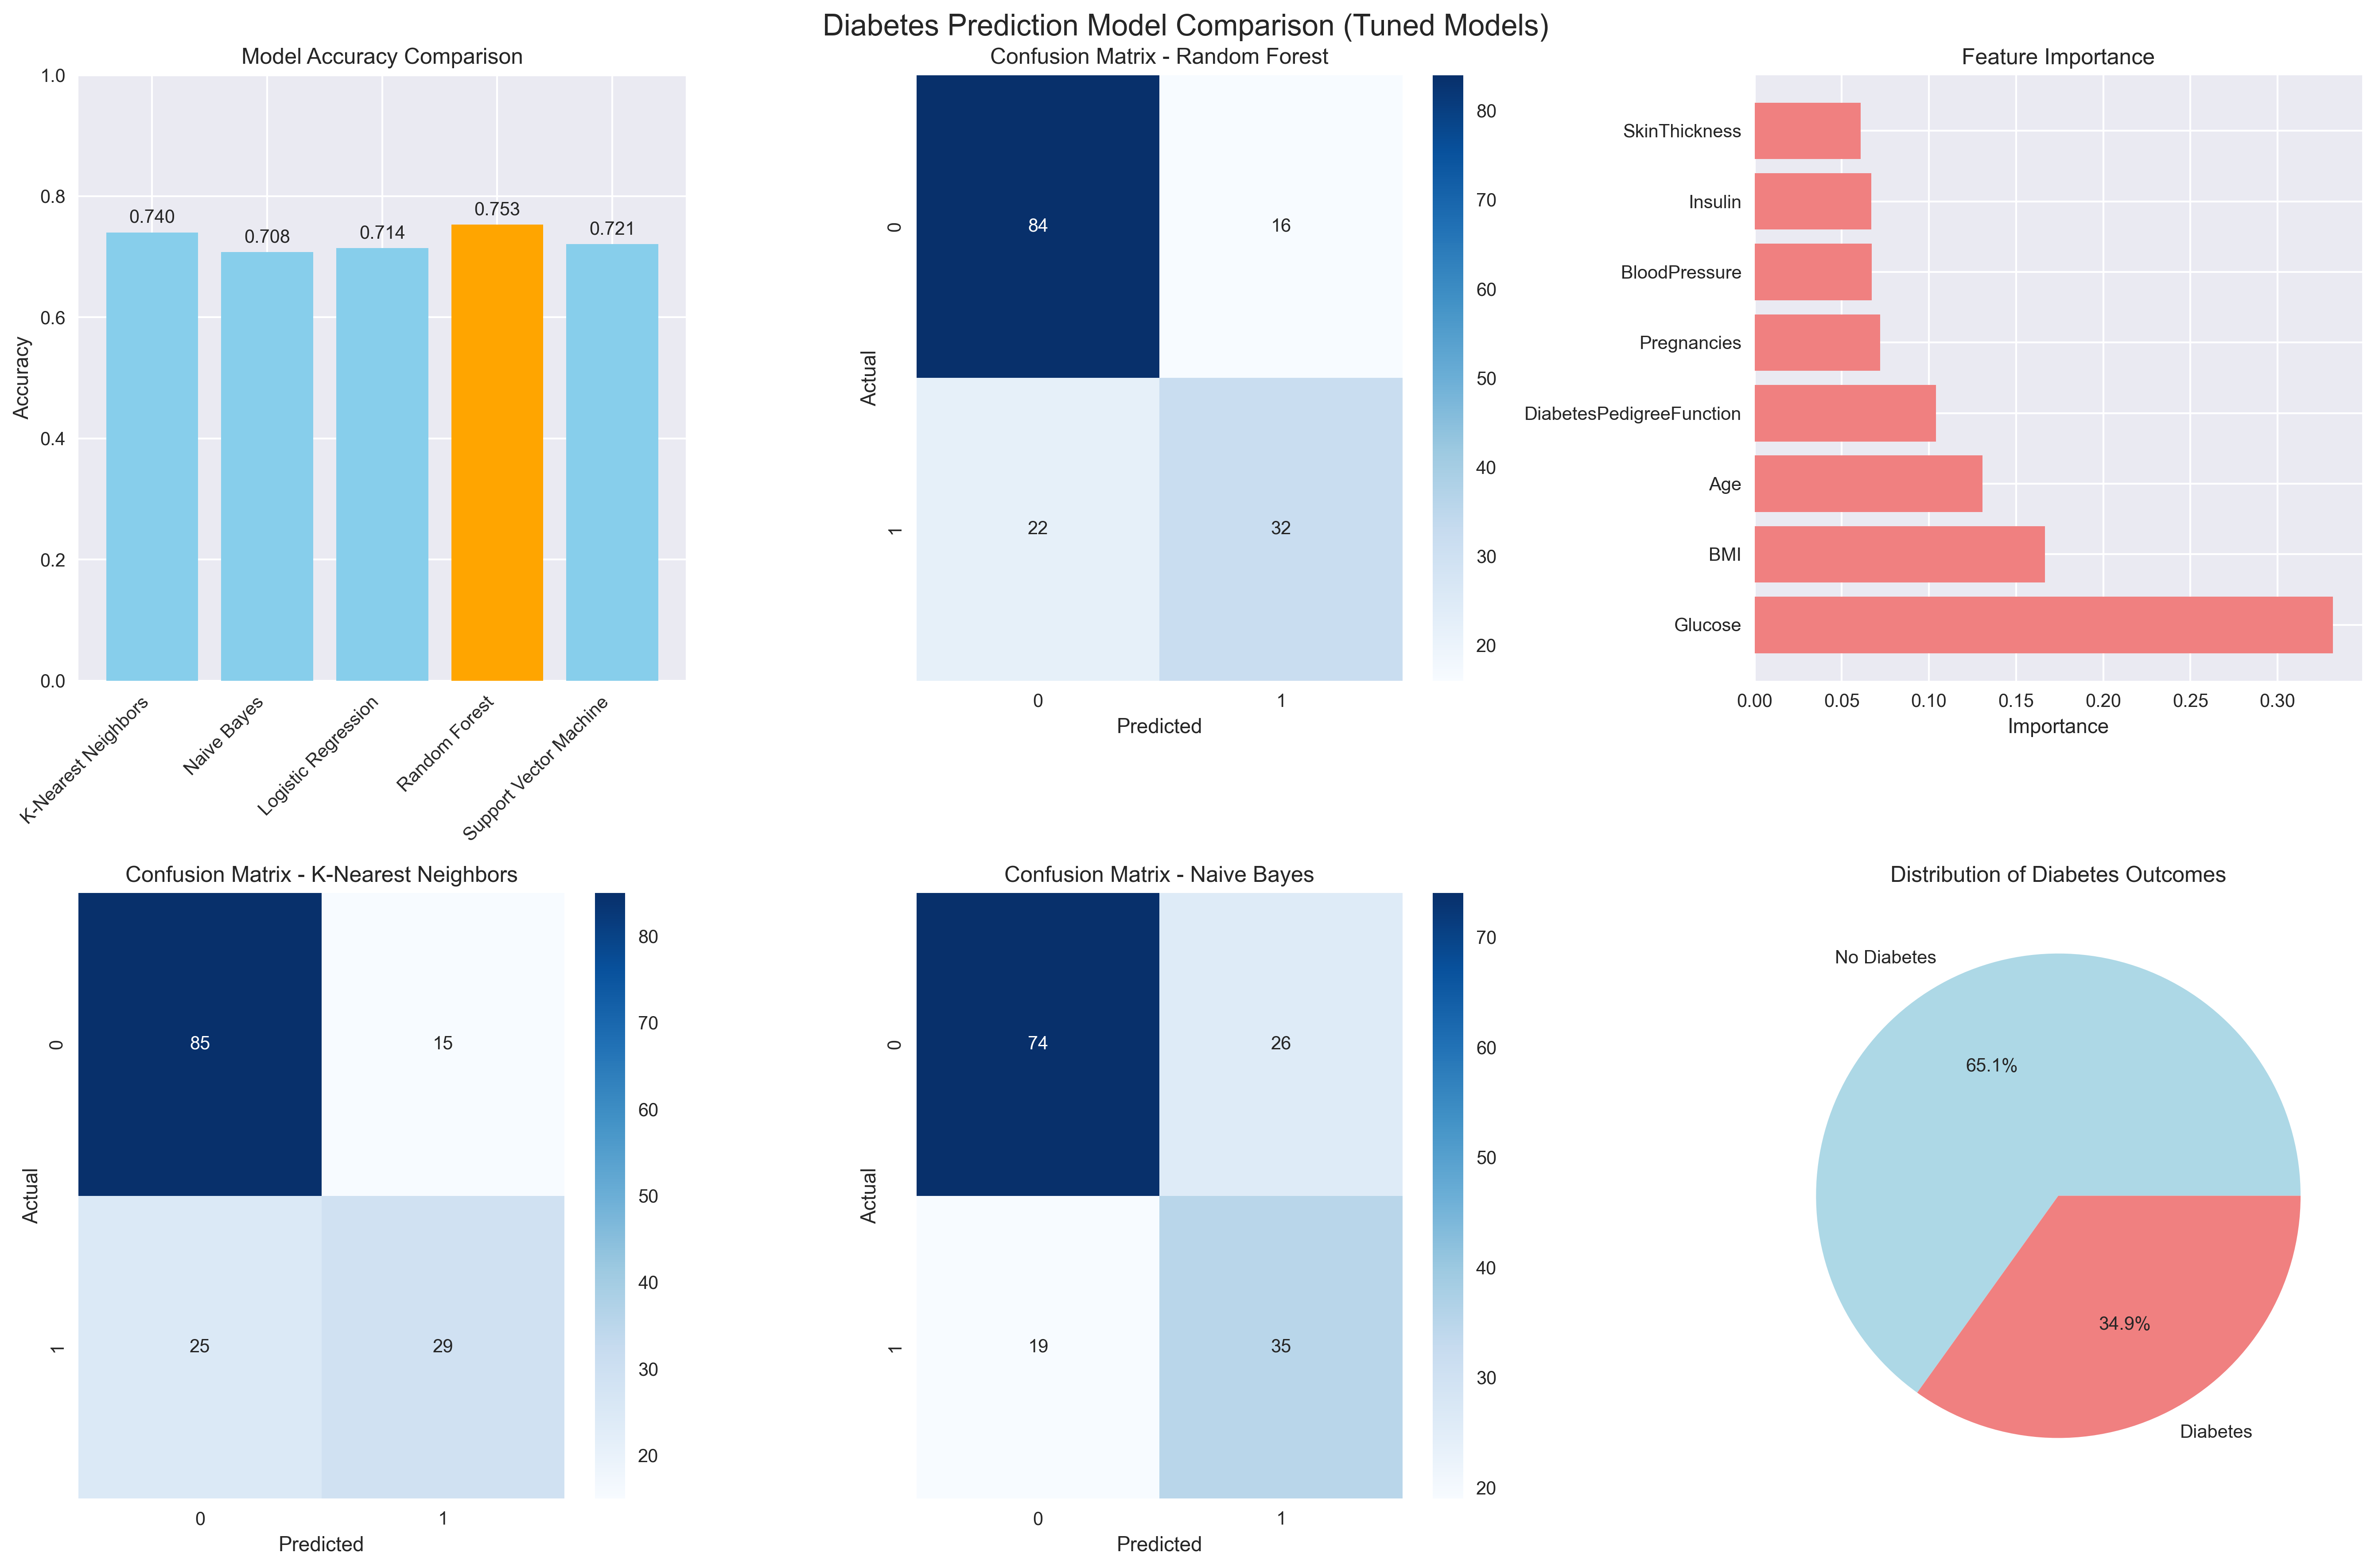 Diabetes Prediction Model Comparison (Tuned Models)
Model Accuracy Comparison
1.0
0.8
0.6
0.4
0.2
0.0
Accuracy
0.740
0.708
0.714
0.753
0.721
K-Nearest Neighbors
Naive Bayes
Logistic Regression
Random Forest
Support Vector Machine
Confusion Matrix - Random Forest
Actual
0
1
84
16
22
32
0
1
Predicted
80
70
60
50
40
30
20
Feature Importance
SkinThickness
Insulin
BloodPressure
Pregnancies
DiabetesPedigreeFunction
Age
BMI
Glucose
0.00
0.05
0.10
0.15
0.20
0.25
0.30
Importance
Confusion Matrix - K-Nearest Neighbors
Actual
0
1
85
15
25
29
0
1
Predicted
80
70
60
50
40
30
20
Confusion Matrix - Naive Bayes
Actual
0
1
74
26
19
35
0
1
Predicted
70
60
50
40
30
20
Distribution of Diabetes Outcomes
No Diabetes
65.1%
34.9%
Diabetes